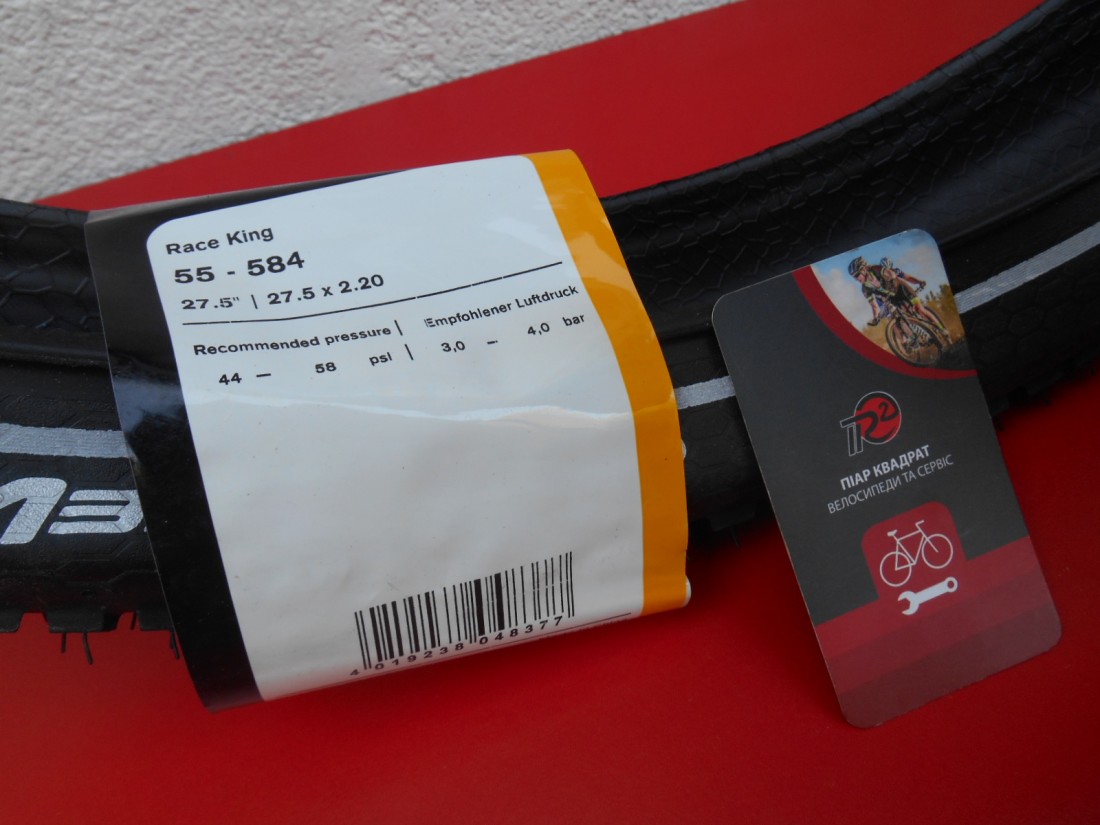 Race King
55 - 584
27.5" | 27.5 x 2.20
Recommended pressure | Empfohlener Luftdruck
44 – 58 psi | 3,0 – 4,0 bar
4 019238 048377
ПІАР КВАДРАТ
ВЕЛОСИПЕДИ ТА СЕРВІС